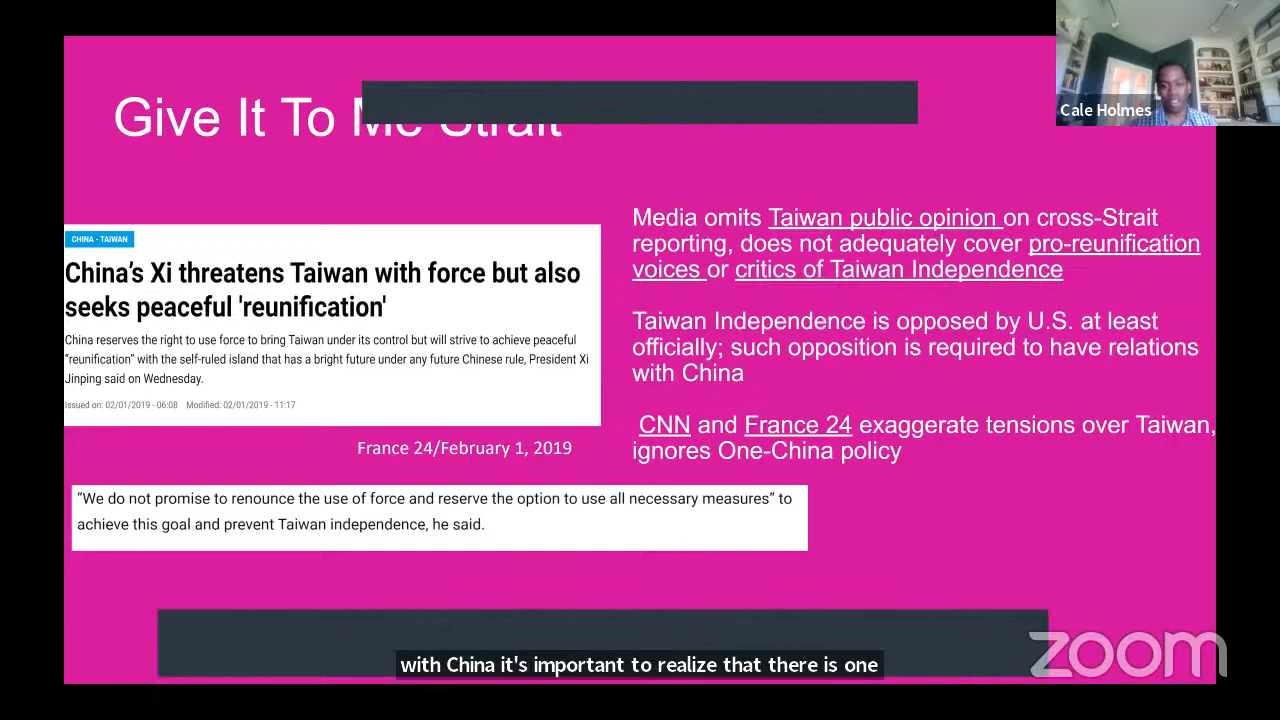 Give It To Me Strait
Cale Holmes
CHINA - TAIWAN
China's Xi threatens Taiwan with force but also
seeks peaceful 'reunification'
China reserves the right to use force to bring Taiwan under its control but will strive to achieve peaceful
“reunification” with the self-ruled island that has a bright future under any future Chinese rule, President Xi
Jinping said on Wednesday.
Issued on: 02/01/2019 - 06:08 Modified: 02/01/2019 - 11:17
France 24/February 1, 2019
“We do not promise to renounce the use of force and reserve the option to use all necessary measures” to
achieve this goal and prevent Taiwan independence, he said.
Media omits Taiwan public opinion on cross-Strait
reporting, does not adequately cover pro-reunification
voices or critics of Taiwan Independence
Taiwan Independence is opposed by U.S. at least
officially; such opposition is required to have relations
with China
CNN and France 24 exaggerate tensions over Taiwan,
ignores One-China policy
with China it's important to realize that there is one
zoom